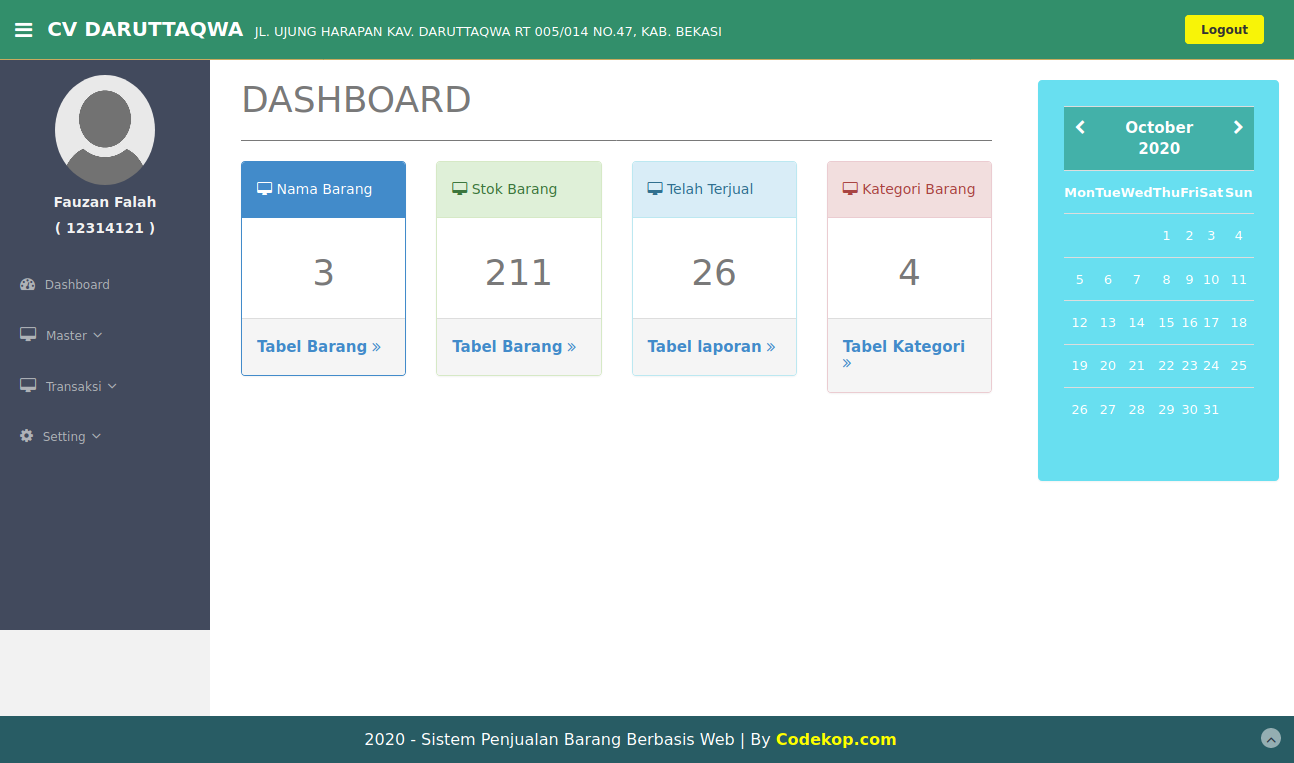 CV DARUTTAQWA JL. UJUNG HARAPAN KAV. DARUTTAQWA RT 005/014 NO.47, KAB. BEKASI
Logout
Fauzan Falah
( 12314121 )
Dashboard
Master
Transaksi
Setting
DASHBOARD
Nama Barang
3
Tabel Barang »
Stok Barang
211
Tabel Barang »
Telah Terjual
26
Tabel laporan »
Kategori Barang
4
Tabel Kategori
»
October
2020
Mon Tue Wed Thu Fri Sat Sun
1 2 3 4
5 6 7 8 9 10 11
12 13 14 15 16 17 18
19 20 21 22 23 24 25
26 27 28 29 30 31
2020 - Sistem Penjualan Barang Berbasis Web | By Codekop.com